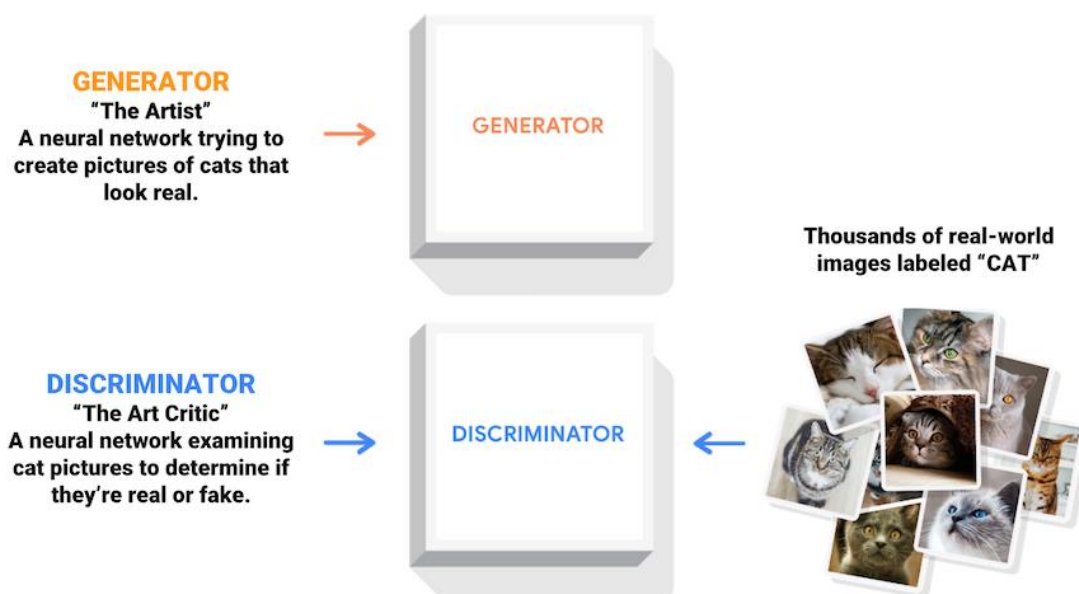 GENERATOR
“The Artist”
A neural network trying to
create pictures of cats that
look real.
GENERATOR
Thousands of real-world
images labeled “CAT”
DISCRIMINATOR
“The Art Critic”
A neural network examining
cat pictures to determine if
they’re real or fake.
DISCRIMINATOR